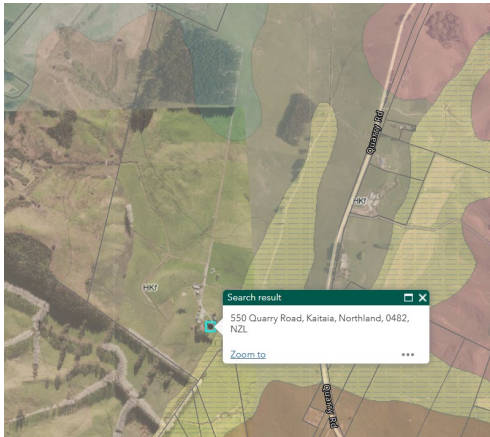 Quarry Rd
HKf
HKf
Search result
550 Quarry Road, Kaitaia, Northland, 0482,
NZL
Zoom to
Quarry Rd